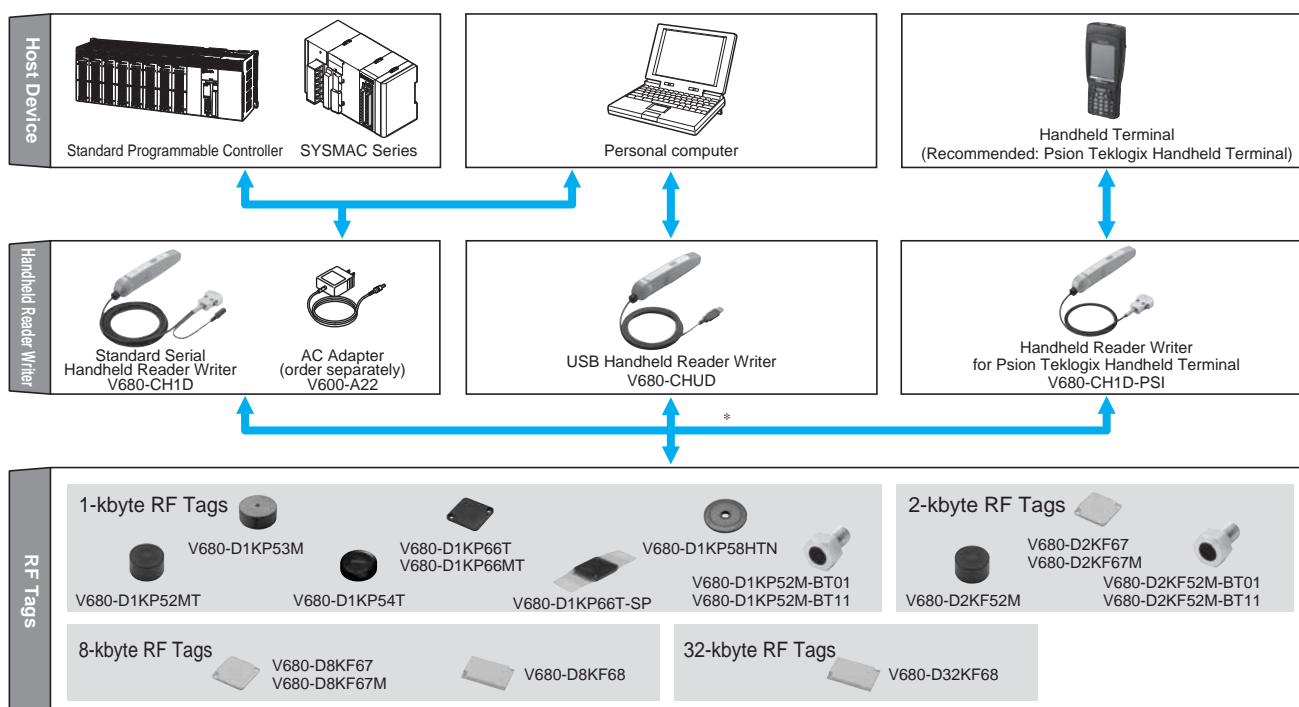 Host Device
Standard Programmable Controller
SYSMAC Series
Personal computer
Handheld Terminal
(Recommended: Psion Teklogix Handheld Terminal)
Handheld Reader Writer
Standard Serial
Handheld Reader Writer
V680-CH1D
AC Adapter
(order separately)
V600-A22
USB Handheld Reader Writer
V680-CHUD
Handheld Reader Writer
for Psion Teklogix Handheld Terminal
V680-CH1D-PSI
*
RF Tags
1-kbyte RF Tags
V680-D1KP53M
V680-D1KP66T
V680-D1KP66MT
V680-D1KP58HTN
V680-D1KP52MT
V680-D1KP54T
V680-D1KP66T-SP
V680-D1KP52M-BT01
V680-D1KP52M-BT11
2-kbyte RF Tags
V680-D2KF67
V680-D2KF67M
V680-D2KF52M
V680-D2KF52M-BT01
V680-D2KF52M-BT11
8-kbyte RF Tags
V680-D8KF67
V680-D8KF67M
V680-D8KF68
32-kbyte RF Tags
V680-D32KF68